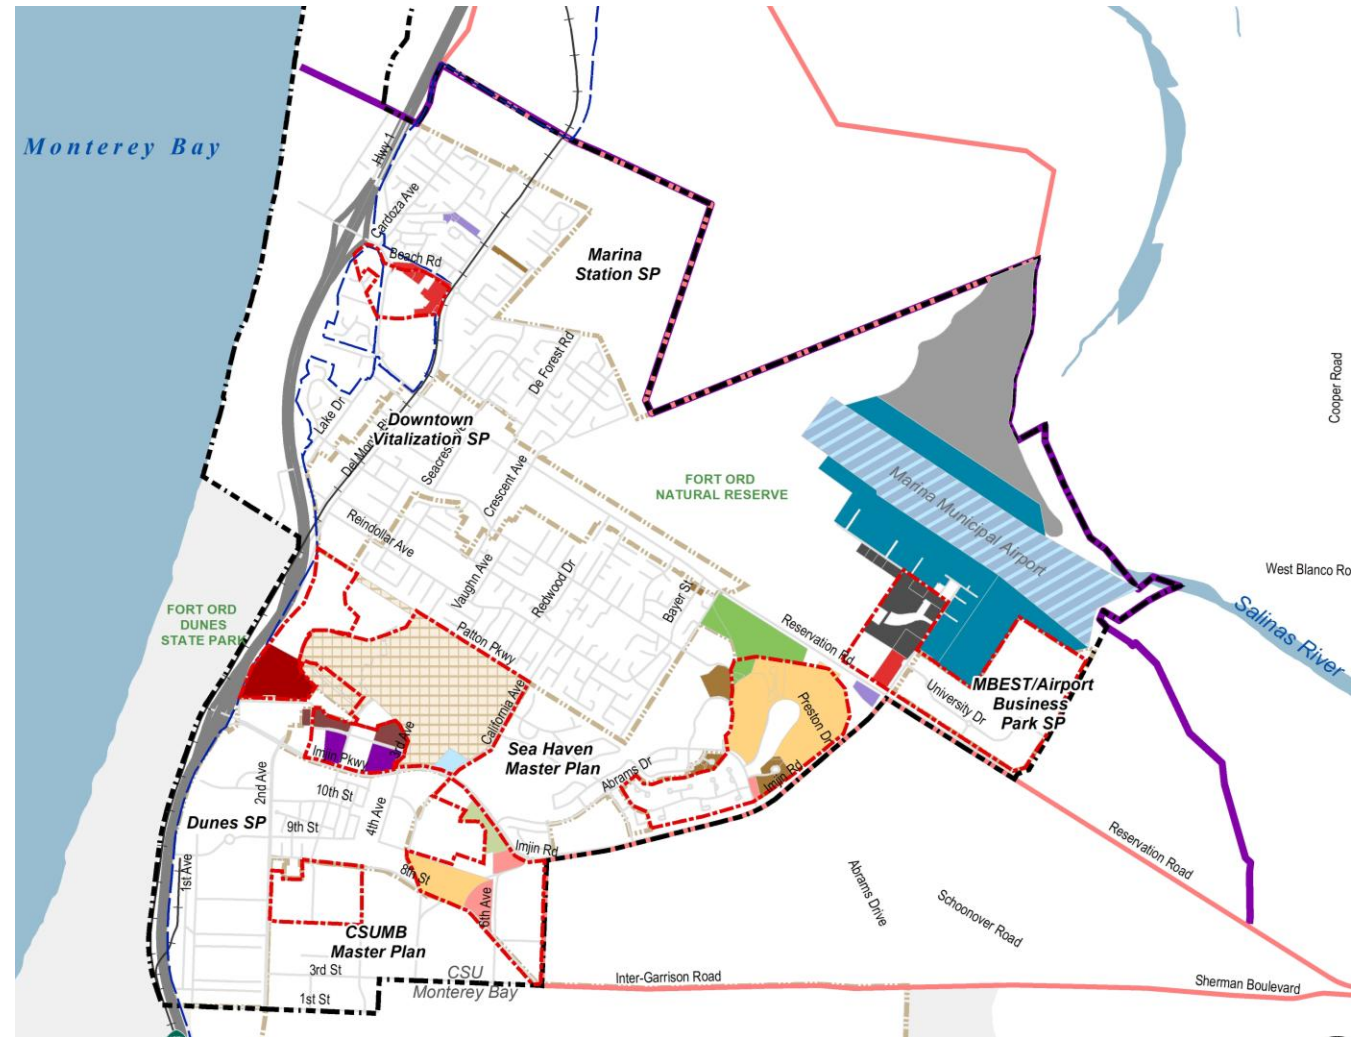 Hwy 1
Monterey Bay
Cardoza Ave
Beach Rd
Marina
Station SP
De Forest Rd
Cooper Road
Lake Dr
Downtown
Vitalization SP
Seacrest Ave
Crescent Ave
FORT ORD
NATURAL RESERVE
Marina Municipal Airport
Reindollar Ave
Vaughn Ave
Redwood Dr
Bayer St
West Blanco Ro
Salinas River
FORT ORD
DUNES
STATE PARK
Patton Pkwy
Reservation Rd
California Ave
Preston Dr
University Dr
MBEST/Airport
Business
Park SP
3rd Ave
Imjin Pkwy
Sea Haven
Master Plan
Abrams Dr
Imjin Rd
2nd Ave
10th St
4th Ave
Dunes SP
9th St
Imjin Rd
Reservation Road
1st Ave
8th St
6th Ave
Abrams Drive
Schoonover Road
CSUMB
Master Plan
3rd St
CSU
Monterey Bay
1st St
Inter-Garrison Road
Sherman Boulevard